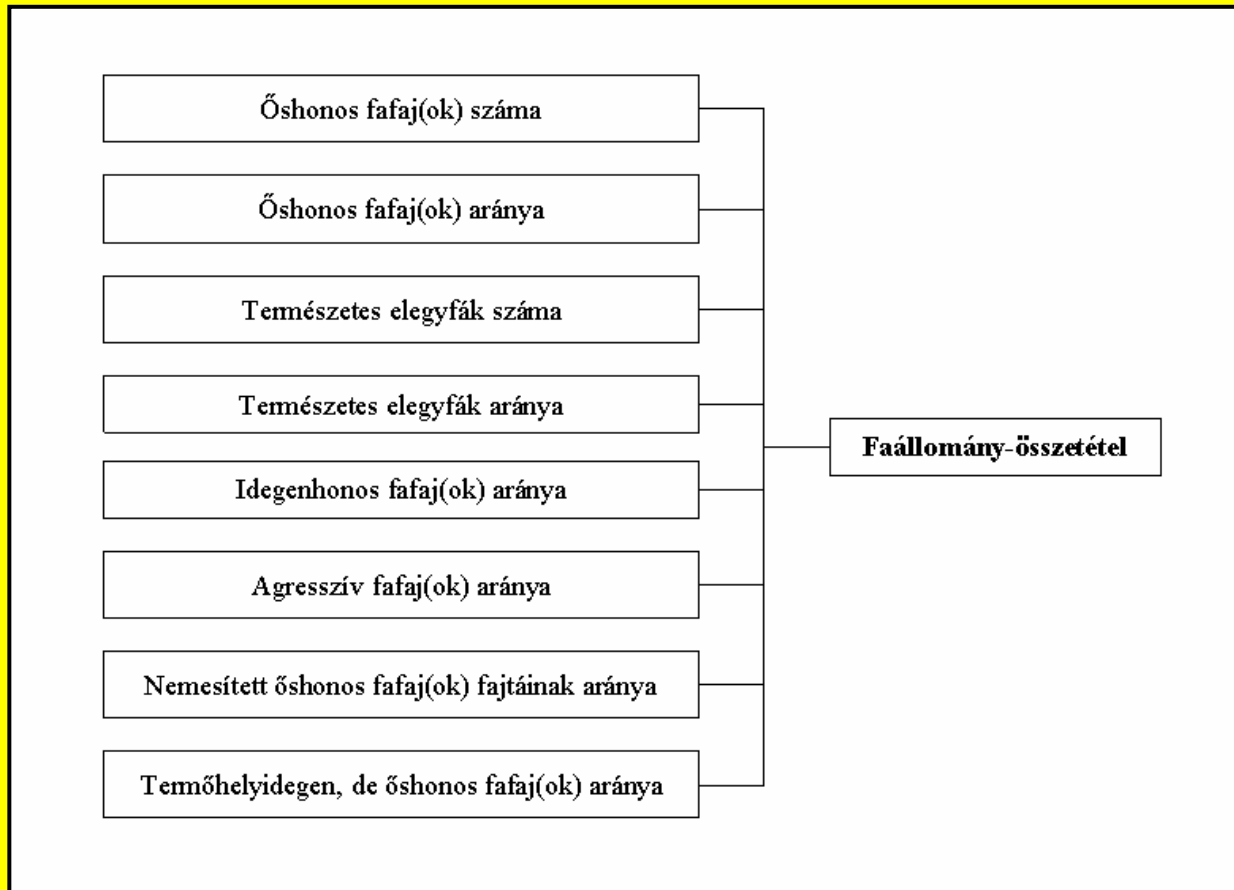 Őshonos fafaj(ok) száma
Őshonos fafaj(ok) aránya
Természetes elegyfák száma
Természetes elegyfák aránya
Idegenhonos fafaj(ok) aránya
Agresszív fafaj(ok) aránya
Nemesített őshonos fafaj(ok) fajtáinak aránya
Termőhelyidegen, de őshonos fafaj(ok) aránya
Faállomány-összetétel